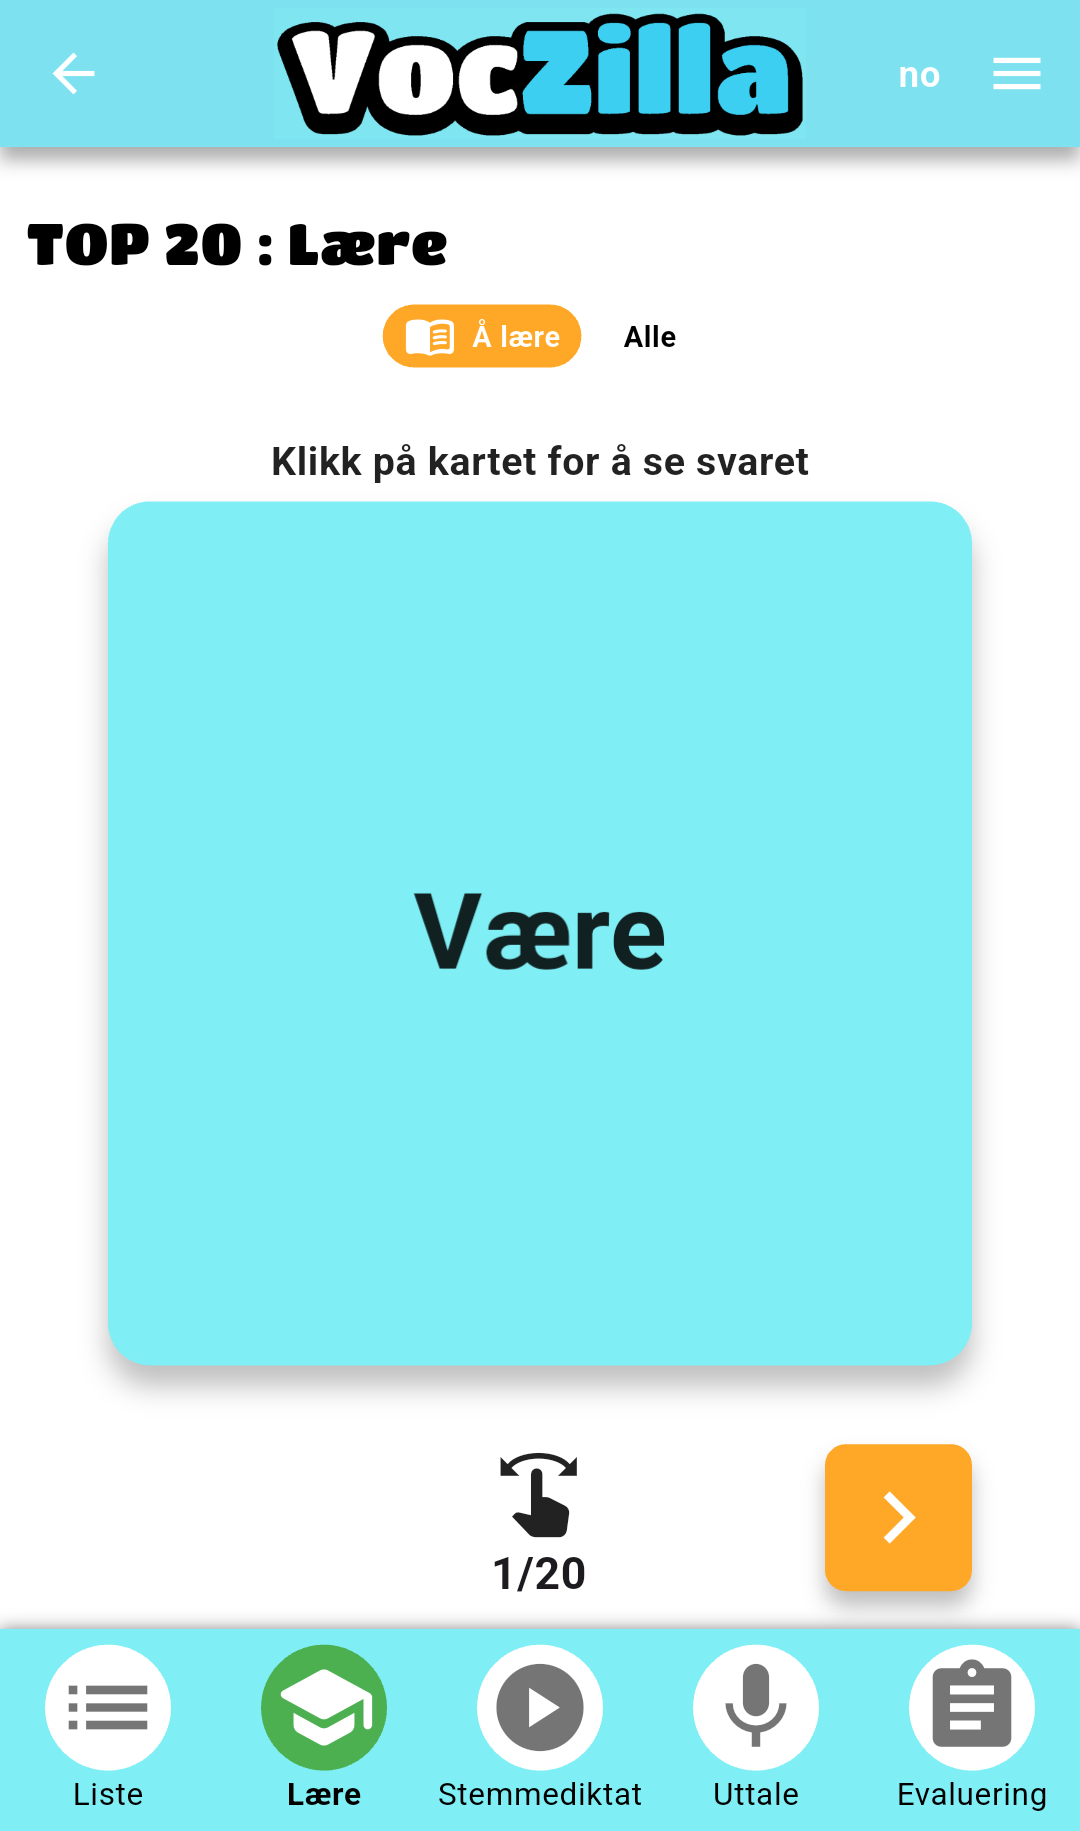 VocZilla
no
TOP 20 : Lære
Å lære
Alle
Klikk på kartet for å se svaret
Være
1/20
Liste
Lære
Stemmediktat
Uttale
Evaluering